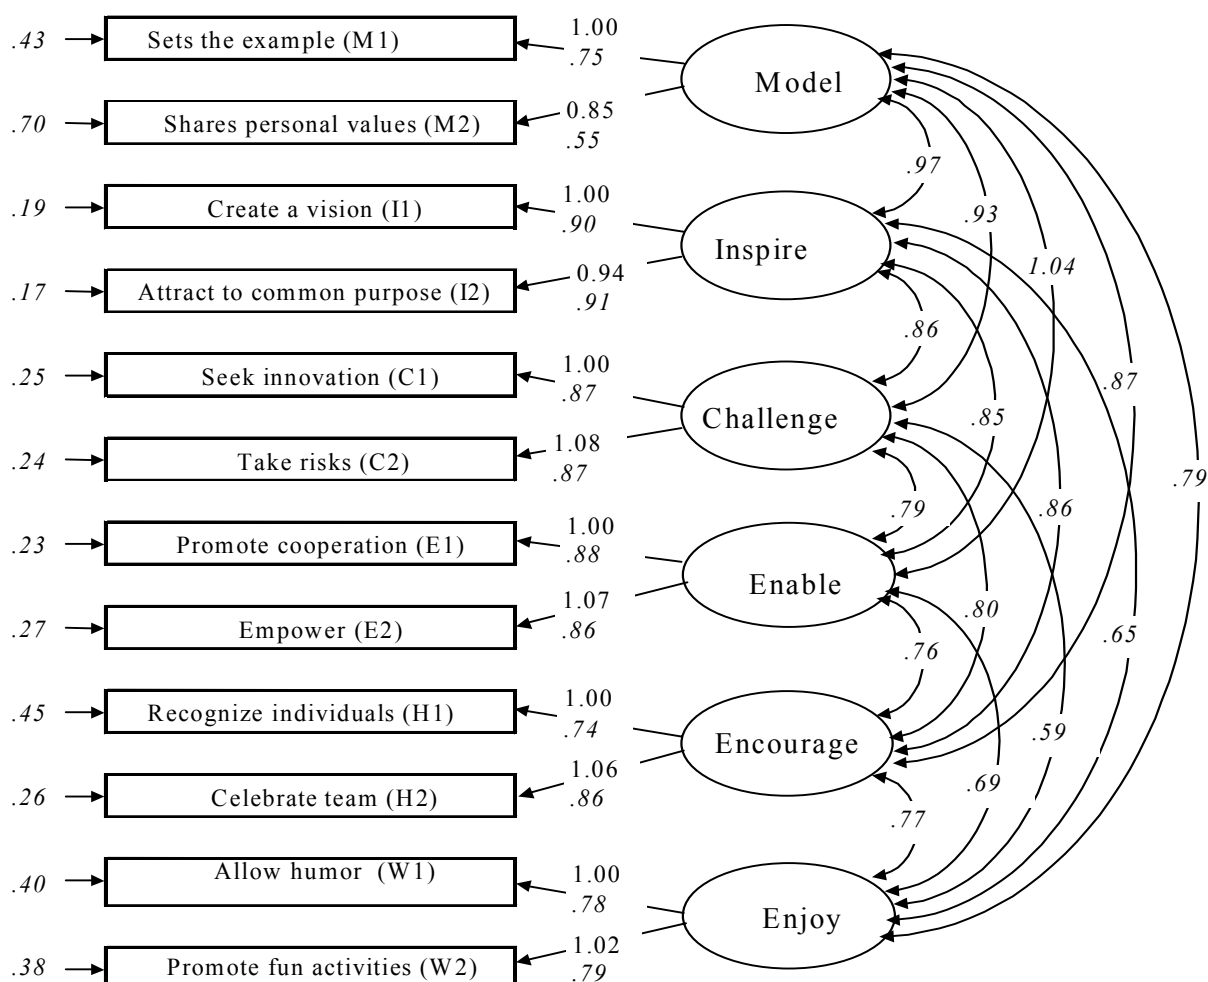 .43 Sets the example (M1) 1.00
.75
Model
.70 Shares personal values (M2) 0.85
.55
.97
.19 Create a vision (I1) 1.00
.90
.93
Inspire
1.04
.17 Attract to common purpose (I2) 0.94
.91
.86
.25 Seek innovation (C1) 1.00
.87
.87
Challenge
.85
.24 Take risks (C2) 1.08
.87
.79
.79
.86
.23 Promote cooperation (E1) 1.00
.88
Enable
.80
.27 Empower (E2) 1.07
.86
.65
.76
.45 Recognize individuals (H1) 1.00
.74
.59
Encourage
.26 Celebrate team (H2) 1.06
.86
.69
.77
.40 Allow humor (W1) 1.00
.78
Enjoy
.38 Promote fun activities (W2) 1.02
.79